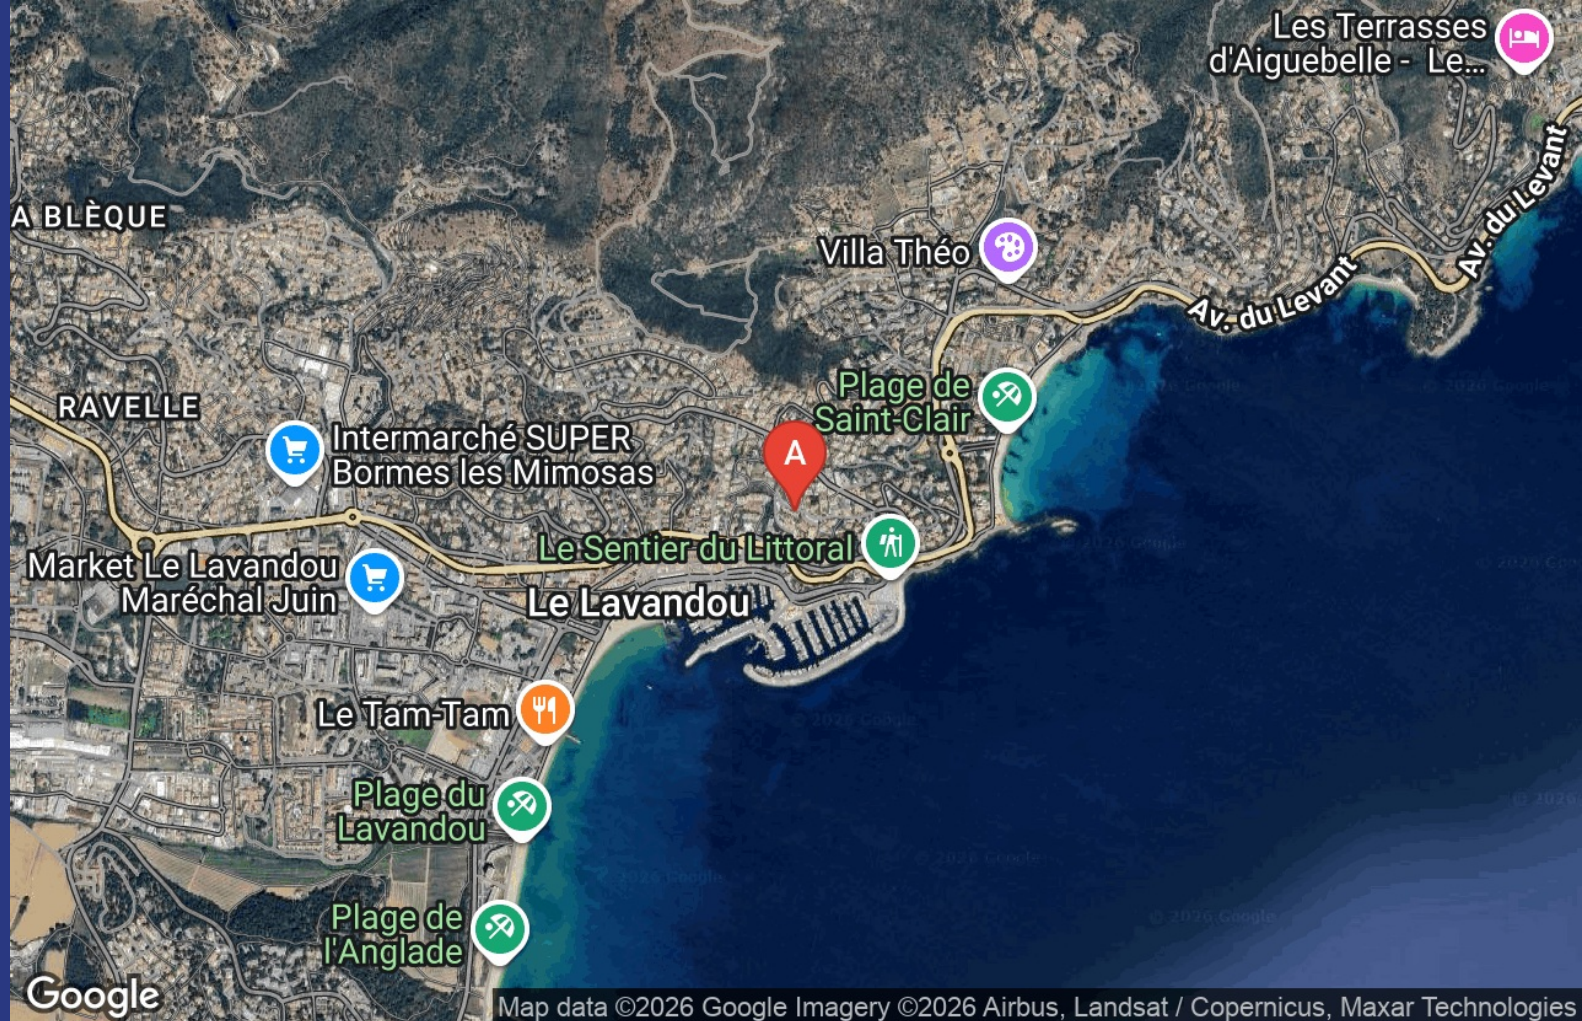 Les Terrasses
d'Aiguebelle - Le...
Av. du Levant
A BLÈQUE
Villa Théo
Av. du Levant
Plage de
Saint-Clair
RAVELLE
Intermarché SUPER
Bormes les Mimosas
A
Le Sentier du Littoral
Market Le Lavandou
Maréchal Juin
Le Lavandou
Le Tam-Tam
Plage du
Lavandou
Plage de
l'Anglade
Google
Map data ©2026 Google Imagery ©2026 Airbus, Landsat / Copernicus, Maxar Technologies